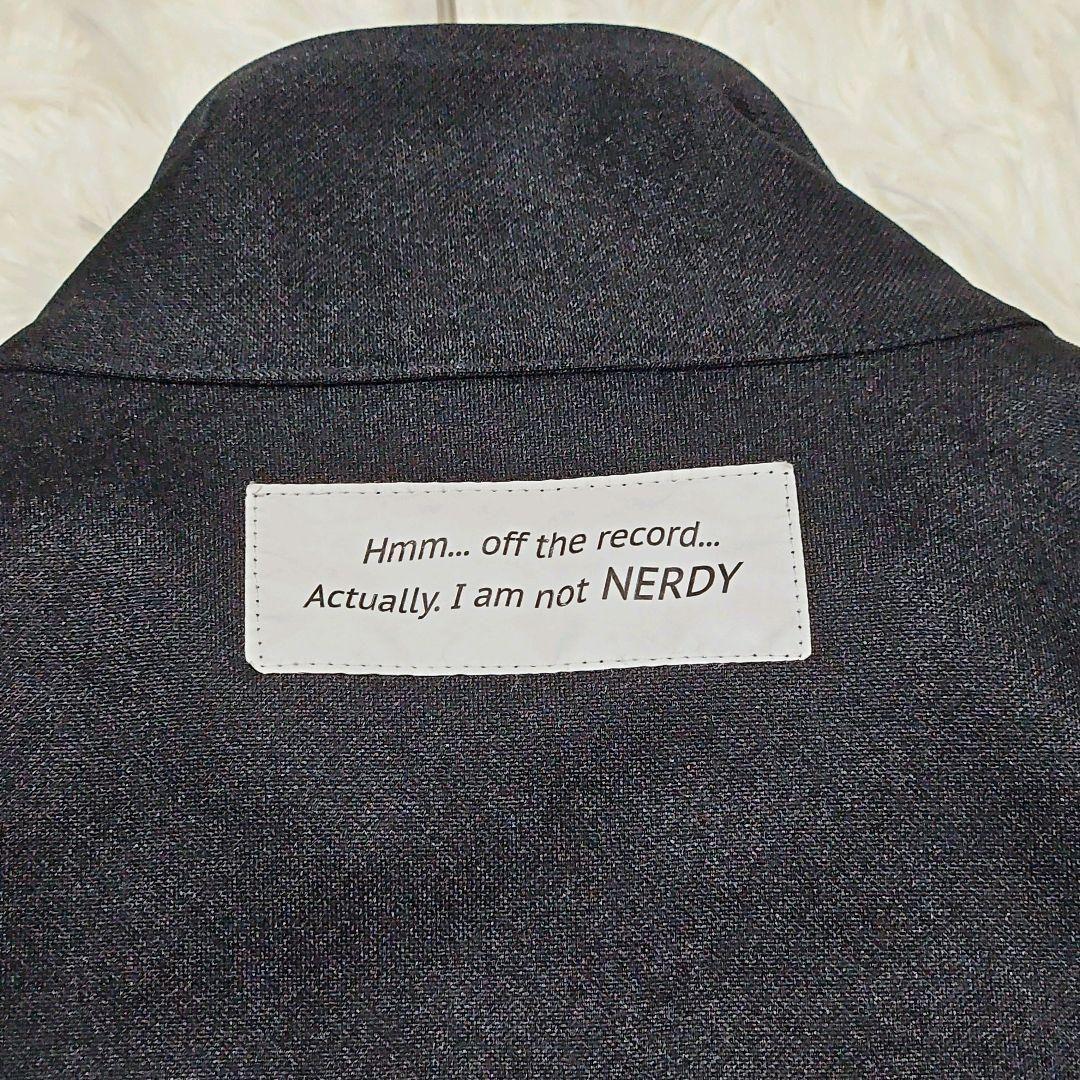 Hmm... off the record...
Actually. I am not NERDY